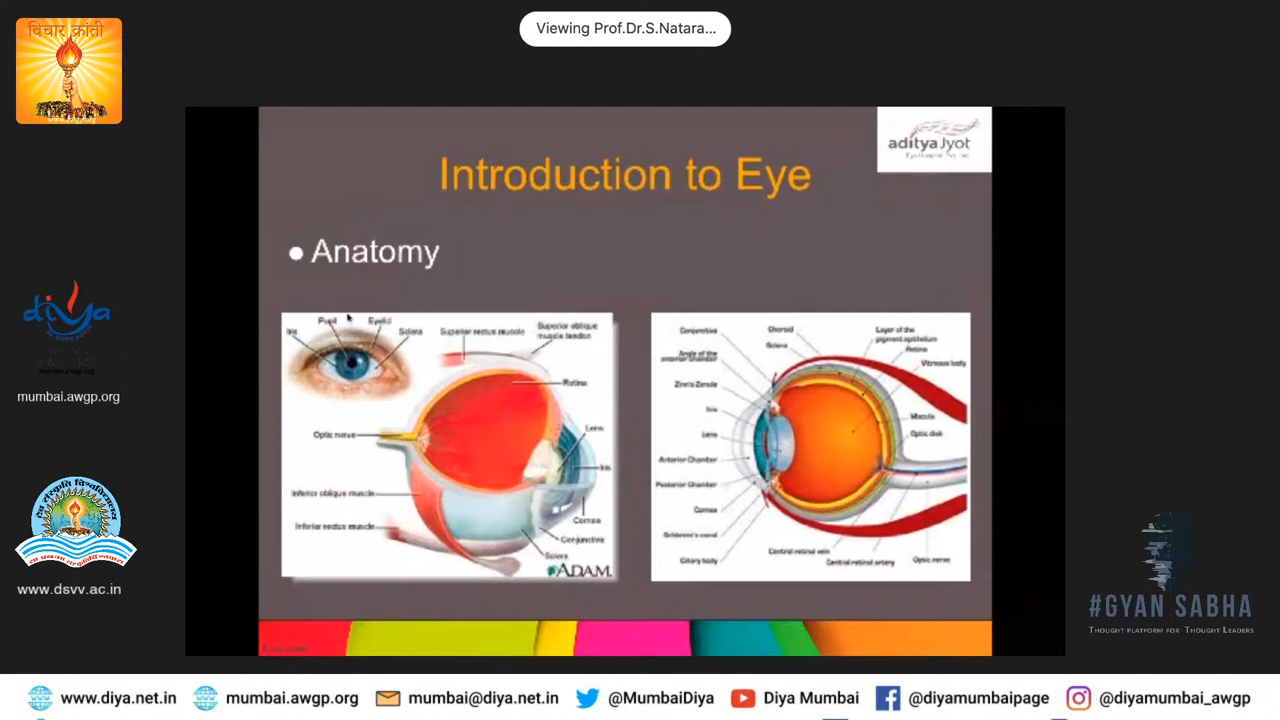 विचार क्रांती
Viewing Prof.Dr.S.Natara...
aditya Jyot
Introduction to Eye
Anatomy
Pupil
Eyelid
Iris
Sclera
Superior rectus muscle
Superior oblique
muscle tendon
Retina
Lens
Optic nerve
Iris
Inferior oblique muscle
Cornea
Inferior rectus muscle
Conjunctiva
Sclera
ADAM.
Conjunctiva
Choroid
Sclera
Layer of the
pigment epithelium
Angle of the
anterior chamber
Retina
Vitreous body
Zinn's Zonule
Iris
Macula
Lens
Optic disk
Anterior Chamber
Posterior Chamber
Cornea
Schlemm's canal
Ciliary body
Central retinal vein
Central retinal artery
Optic nerve
diya
mumbai.awgp.org
देव संस्कृति विश्वविद्यालय
www.dsvv.ac.in
#GYAN SABHA
THOUGHT PLATFORM FOR THOUGHT LEADERS
www.diya.net.in
mumbai.awgp.org
mumbai@diya.net.in
@MumbaiDiya
Diya Mumbai
@diyamumbaipage
@diyamumbai_awgp